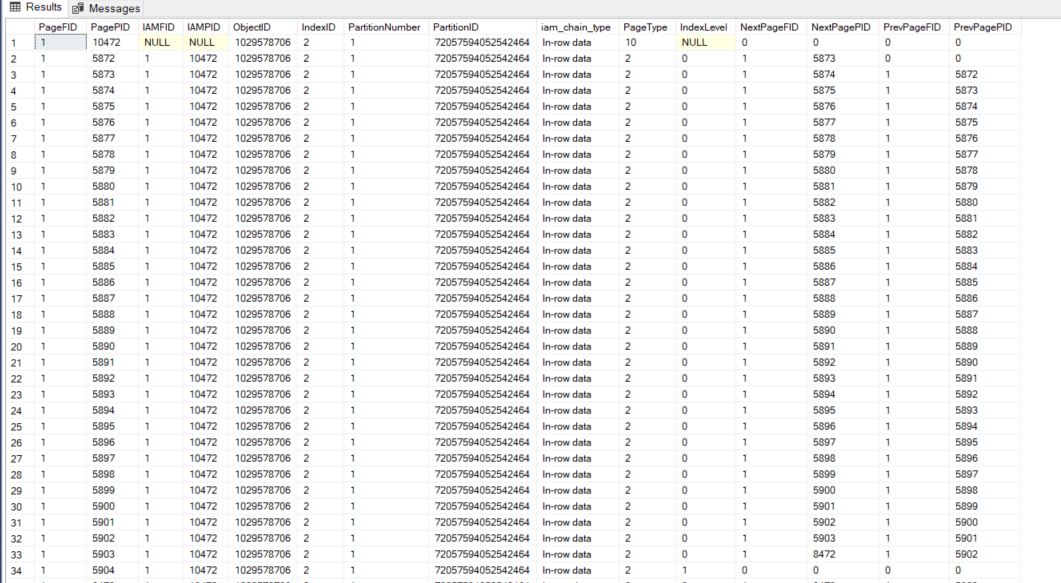 Results Messages
PageFID PagePID IAMFID IAMPID ObjectID IndexID PartitionNumber PartitionID iam_chain_type PageType IndexLevel NextPageFID NextPagePID PrevPageFID PrevPagePID
1 1 10472 NULL NULL 1029578706 2 1 72057594052542464 In-row data 10 NULL 0 0 0 0
2 1 5872 1 10472 1029578706 2 1 72057594052542464 In-row data 2 0 1 5873 0 0
3 1 5873 1 10472 1029578706 2 1 72057594052542464 In-row data 2 0 1 5874 1 5872
4 1 5874 1 10472 1029578706 2 1 72057594052542464 In-row data 2 0 1 5875 1 5873
5 1 5875 1 10472 1029578706 2 1 72057594052542464 In-row data 2 0 1 5876 1 5874
6 1 5876 1 10472 1029578706 2 1 72057594052542464 In-row data 2 0 1 5877 1 5875
7 1 5877 1 10472 1029578706 2 1 72057594052542464 In-row data 2 0 1 5878 1 5876
8 1 5878 1 10472 1029578706 2 1 72057594052542464 In-row data 2 0 1 5879 1 5877
9 1 5879 1 10472 1029578706 2 1 72057594052542464 In-row data 2 0 1 5880 1 5878
10 1 5880 1 10472 1029578706 2 1 72057594052542464 In-row data 2 0 1 5881 1 5879
11 1 5881 1 10472 1029578706 2 1 72057594052542464 In-row data 2 0 1 5882 1 5880
12 1 5882 1 10472 1029578706 2 1 72057594052542464 In-row data 2 0 1 5883 1 5881
13 1 5883 1 10472 1029578706 2 1 72057594052542464 In-row data 2 0 1 5884 1 5882
14 1 5884 1 10472 1029578706 2 1 72057594052542464 In-row data 2 0 1 5885 1 5883
15 1 5885 1 10472 1029578706 2 1 72057594052542464 In-row data 2 0 1 5886 1 5884
16 1 5886 1 10472 1029578706 2 1 72057594052542464 In-row data 2 0 1 5887 1 5885
17 1 5887 1 10472 1029578706 2 1 72057594052542464 In-row data 2 0 1 5888 1 5886
18 1 5888 1 10472 1029578706 2 1 72057594052542464 In-row data 2 0 1 5889 1 5887
19 1 5889 1 10472 1029578706 2 1 72057594052542464 In-row data 2 0 1 5890 1 5888
20 1 5890 1 10472 1029578706 2 1 72057594052542464 In-row data 2 0 1 5891 1 5889
21 1 5891 1 10472 1029578706 2 1 72057594052542464 In-row data 2 0 1 5892 1 5890
22 1 5892 1 10472 1029578706 2 1 72057594052542464 In-row data 2 0 1 5893 1 5891
23 1 5893 1 10472 1029578706 2 1 72057594052542464 In-row data 2 0 1 5894 1 5892
24 1 5894 1 10472 1029578706 2 1 72057594052542464 In-row data 2 0 1 5895 1 5893
25 1 5895 1 10472 1029578706 2 1 72057594052542464 In-row data 2 0 1 5896 1 5894
26 1 5896 1 10472 1029578706 2 1 72057594052542464 In-row data 2 0 1 5897 1 5895
27 1 5897 1 10472 1029578706 2 1 72057594052542464 In-row data 2 0 1 5898 1 5896
28 1 5898 1 10472 1029578706 2 1 72057594052542464 In-row data 2 0 1 5899 1 5897
29 1 5899 1 10472 1029578706 2 1 72057594052542464 In-row data 2 0 1 5900 1 5898
30 1 5900 1 10472 1029578706 2 1 72057594052542464 In-row data 2 0 1 5901 1 5899
31 1 5901 1 10472 1029578706 2 1 72057594052542464 In-row data 2 0 1 5902 1 5900
32 1 5902 1 10472 1029578706 2 1 72057594052542464 In-row data 2 0 1 5903 1 5901
33 1 5903 1 10472 1029578706 2 1 72057594052542464 In-row data 2 0 1 8472 1 5902
34 1 5904 1 10472 1029578706 2 1 72057594052542464 In-row data 2 1 0 0 0 0